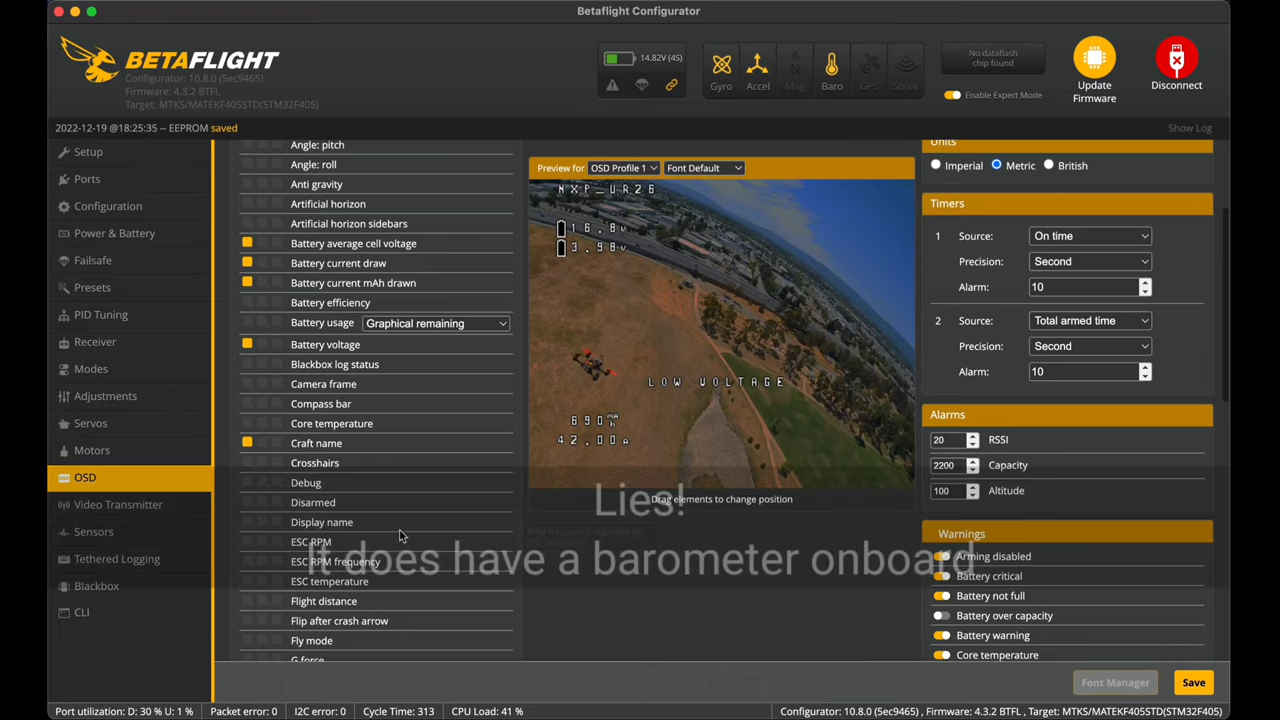 Betaflight Configurator
BETAFLIGHT
Configurator: 10.8.0 (5ec9465)
Firmware: 4.3.2 BTFL
Target: MTKS/MATEKF405STD(STM32F405)
14.82V (4S)
Gyro
Accel
Mag
Baro
GPS
Sonar
No dataflash
chip found
Enable Expert Mode
Update
Firmware
Disconnect
2022-12-19 @18:25:35 -- EEPROM saved
Show Log
Setup
Ports
Configuration
Power & Battery
Failsafe
Presets
PID Tuning
Receiver
Modes
Adjustments
Servos
Motors
OSD
Video Transmitter
Sensors
Tethered Logging
Blackbox
CLI
Angle: pitch
Angle: roll
Anti gravity
Artificial horizon
Artificial horizon sidebars
Battery average cell voltage
Battery current draw
Battery current mAh drawn
Battery efficiency
Battery usage Graphical remaining
Battery voltage
Blackbox log status
Camera frame
Compass bar
Core temperature
Craft name
Crosshairs
Debug
Disarmed
Display name
ESC RPM
ESC RPM frequency
ESC temperature
Flight distance
Flip after crash arrow
Fly mode
G force
Preview for OSD Profile 1 Font Default
MXP_UR26
16.8V
3.98V
LOW VOLTAGE
690MAH
42.00A
Drag elements to change position
Lies!
It does have a barometer onboard
Units
Imperial Metric British
Timers
1 Source: On time
Precision: Second
Alarm: 10
2 Source: Total armed time
Precision: Second
Alarm: 10
Alarms
20 RSSI
2200 Capacity
100 Altitude
Warnings
Arming disabled
Battery critical
Battery not full
Battery over capacity
Battery warning
Core temperature
Font Manager
Save
Port utilization: D: 30 % U: 1 %
Packet error: 0
I2C error: 0
Cycle Time: 313
CPU Load: 41 %
Configurator: 10.8.0 (5ec9465) , Firmware: 4.3.2 BTFL, Target: MTKS/MATEKF405STD(STM32F405)